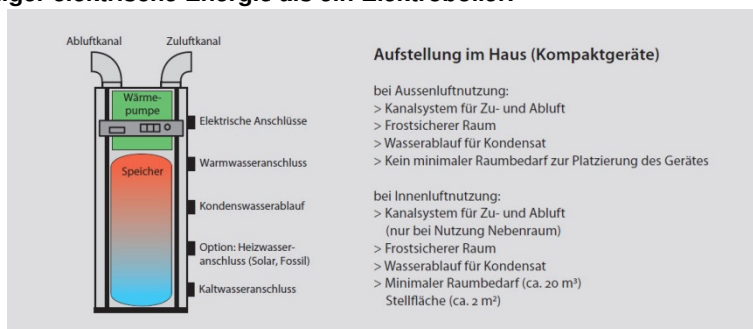 elektrische Energie als ein Elektroboiler.
Abluftkanal
Zuluftkanal
Wärme-
pumpe
Speicher
Elektrische Anschlüsse
Warmwasseranschluss
Kondenswasserablauf
Option: Heizwasser-
anschluss (Solar, Fossil)
Kaltwasseranschluss
Aufstellung im Haus (Kompaktgeräte)
bei Aussenluftnutzung:
> Kanalsystem für Zu- und Abluft
> Frostsicherer Raum
> Wasserablauf für Kondensat
> Kein minimaler Raumbedarf zur Platzierung des Gerätes
bei Innenluftnutzung:
> Kanalsystem für Zu- und Abluft
(nur bei Nutzung Nebenraum)
> Frostsicherer Raum
> Wasserablauf für Kondensat
> Minimaler Raumbedarf (ca. 20 m³)
Stellfläche (ca. 2 m²)